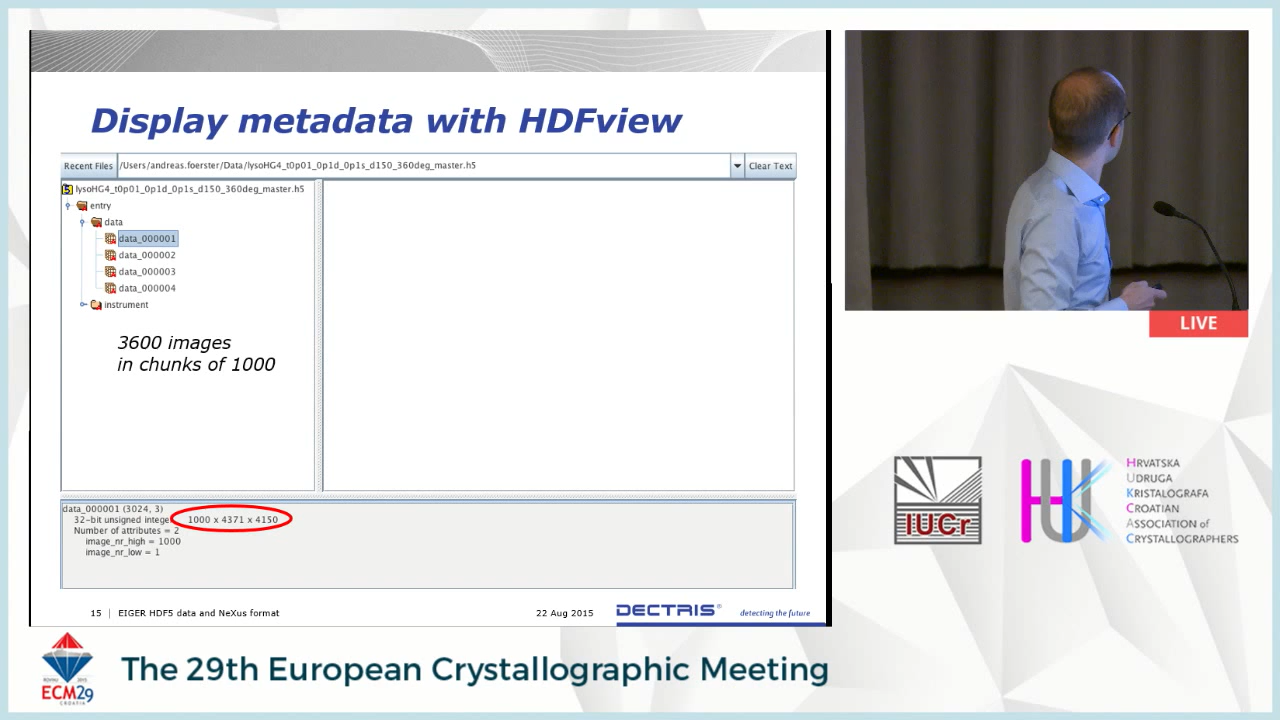 Display metadata with HDFview
Recent Files /Users/andreas.foerster/Data/lysoHG4_t0p01_0p1d_0p1s_d150_360deg_master.h5 Clear Text
lysoHG4_t0p01_0p1d_0p1s_d150_360deg_master.h5
entry
data
data_000001
data_000002
data_000003
data_000004
instrument
3600 images
in chunks of 1000
data_000001 (3024, 3)
32-bit unsigned intege 1000 x 4371 x 4150
Number of attributes = 2
image_nr_high = 1000
image_nr_low = 1
15 | EIGER HDF5 data and NeXus format 22 Aug 2015 DECTRIS® detecting the future
LIVE
IUCr
HUK
HRVATSKA
UDRUGA
KRISTALOGRAFA
CROATIAN
ASSOCIATION of
CRYSTALLOGRAPHERS
ECM29
CROATIA
The 29th European Crystallographic Meeting